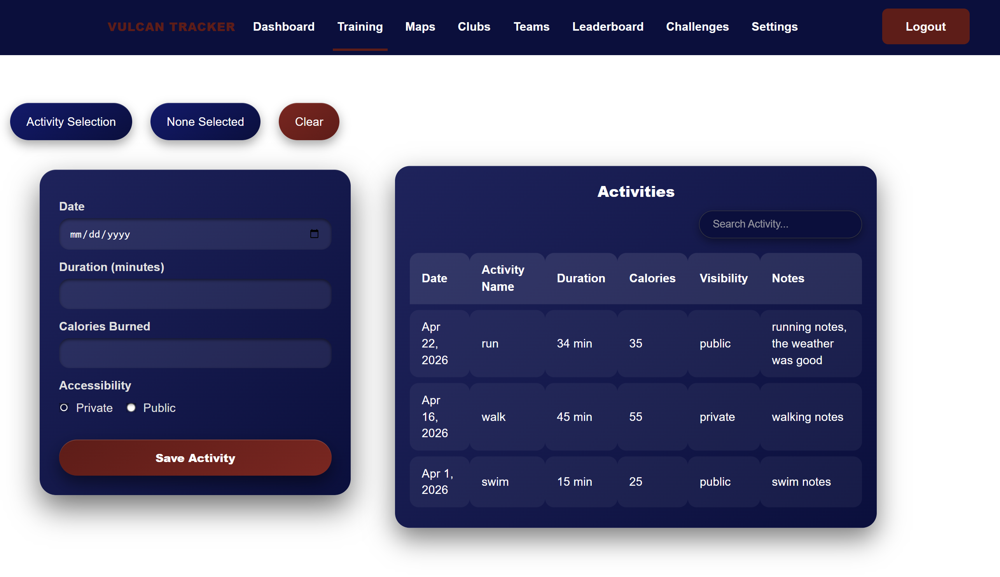 VULCAN TRACKER Dashboard Training Maps Clubs Teams Leaderboard Challenges Settings Logout
Activity Selection None Selected Clear
Date
mm/dd/yyyy
Duration (minutes)
Calories Burned
Accessibility
Private Public
Save Activity
Activities
Search Activity...
Date Activity Name Duration Calories Visibility Notes
Apr 22, 2026 run 34 min 35 public running notes, the weather was good
Apr 16, 2026 walk 45 min 55 private walking notes
Apr 1, 2026 swim 15 min 25 public swim notes